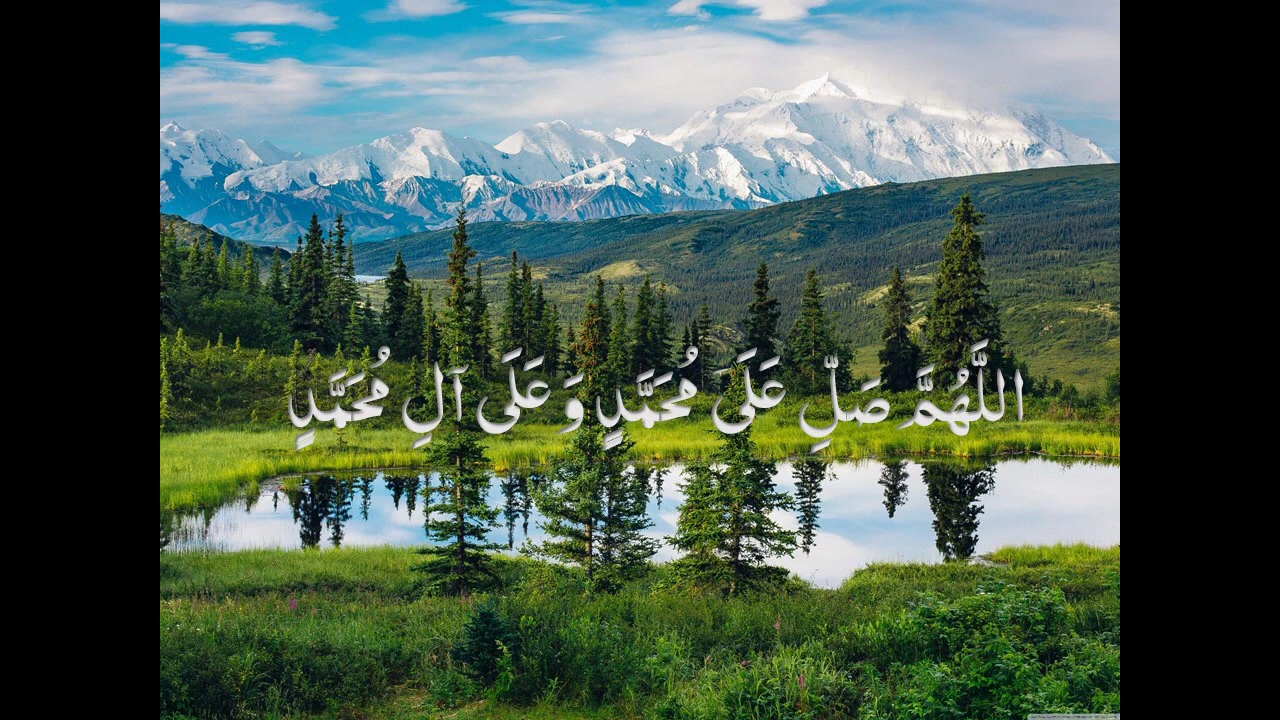 اللَّهُمَّ صَلِّ عَلَىَ مُحَمَّدٍ وَعَلَىَ آلِ مُحَمَّدٍ